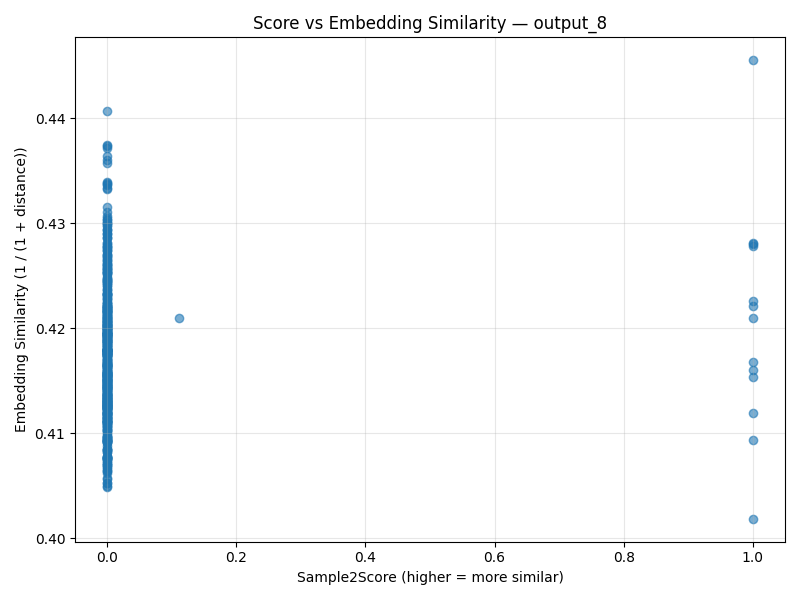 Score vs Embedding Similarity — output_8
Embedding Similarity (1 / (1 + distance))
0.44
0.43
0.42
0.41
0.40
0.0 0.2 0.4 0.6 0.8 1.0
Sample2Score (higher = more similar)